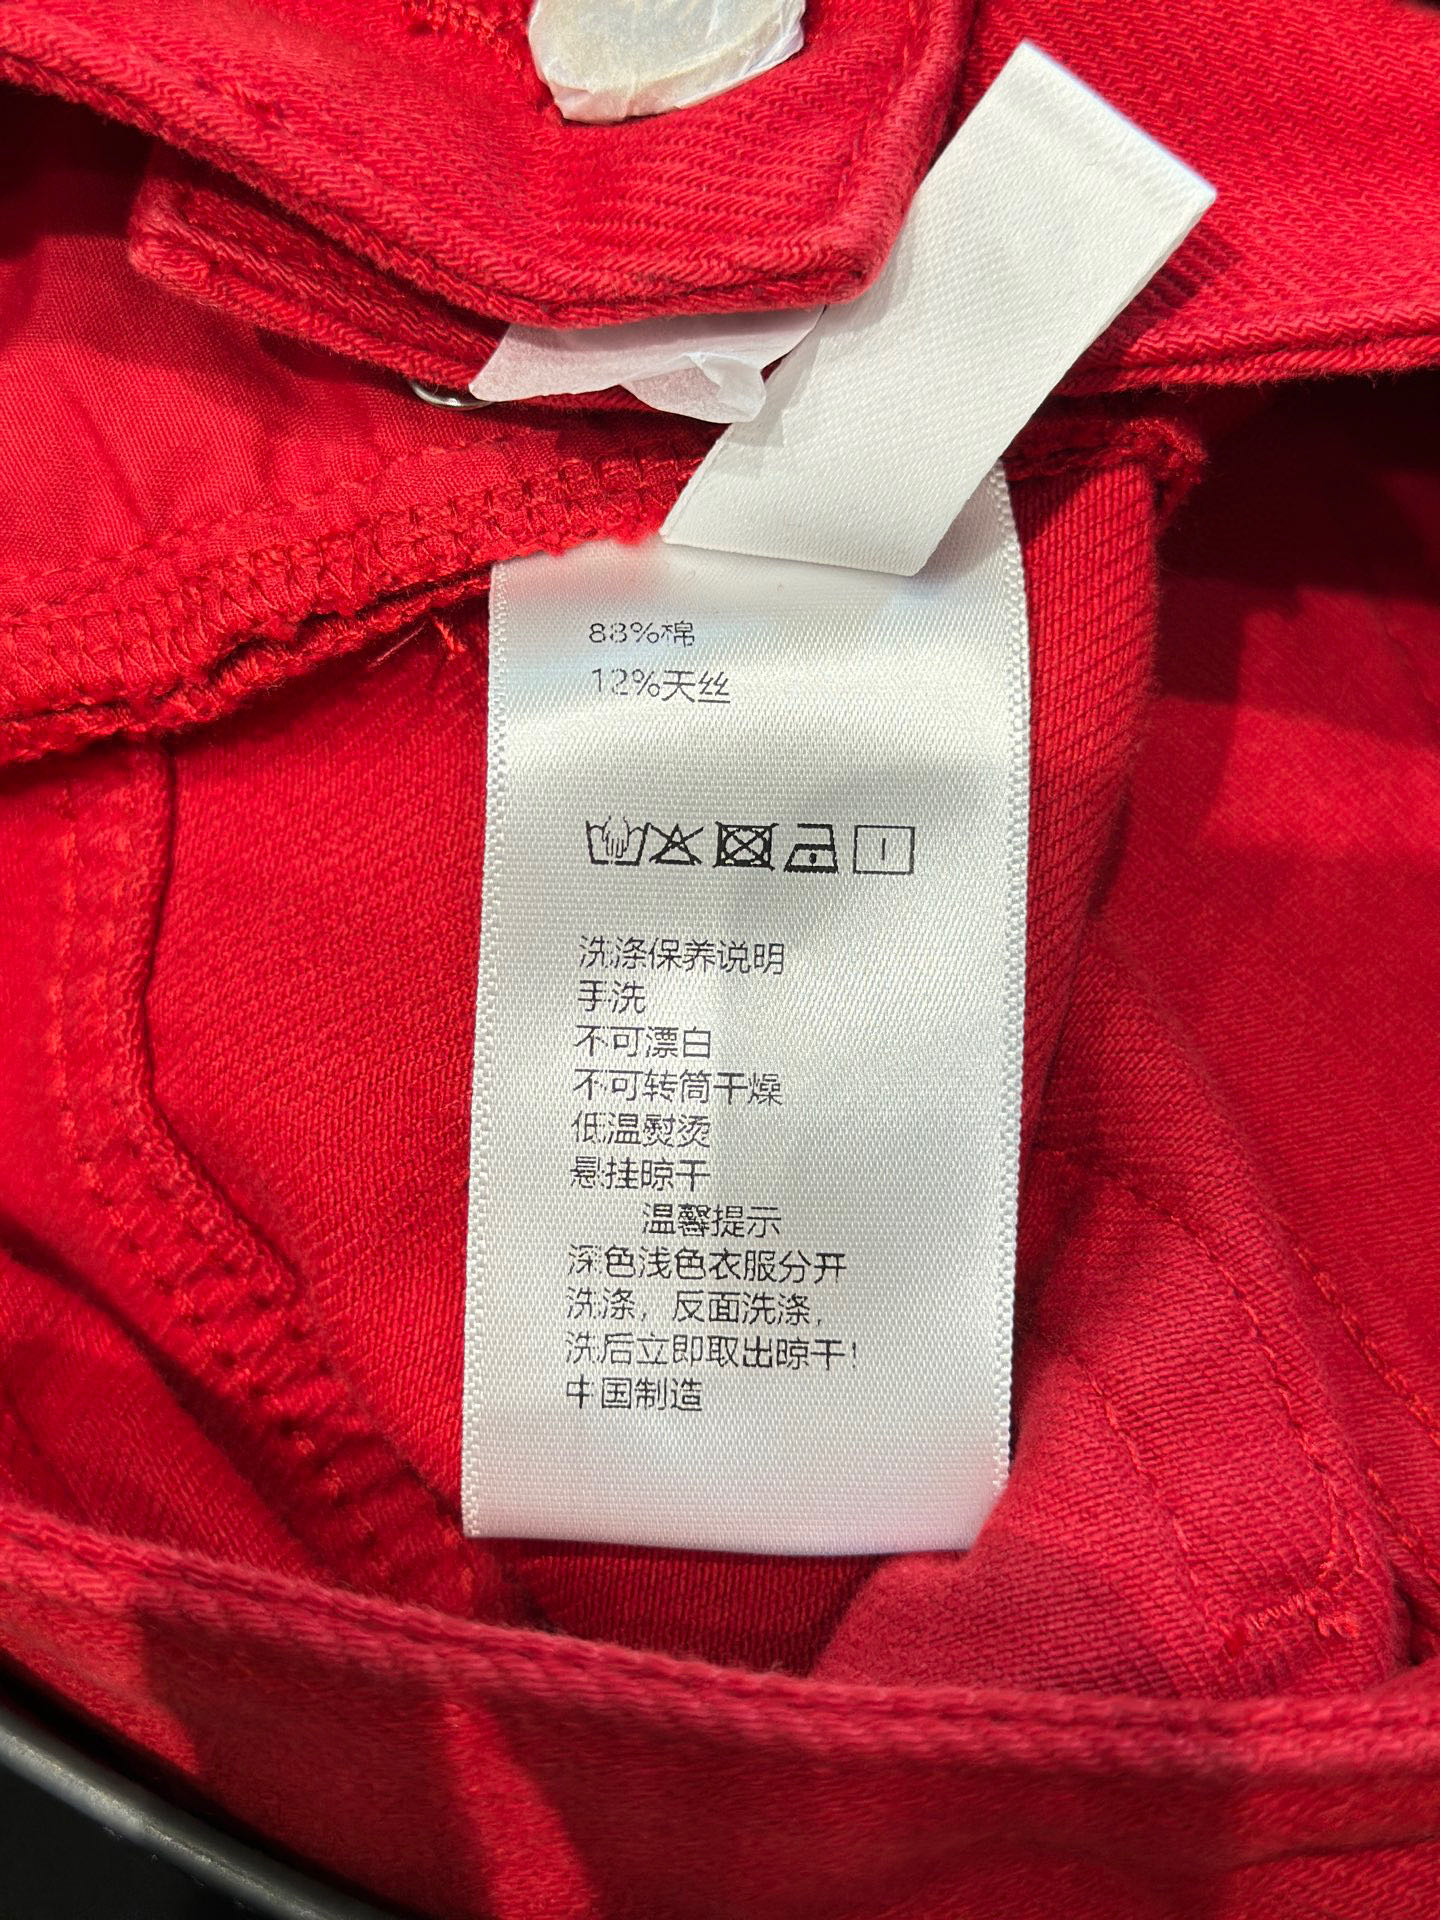 88%棉
12%天丝
洗涤保养说明
手洗
不可漂白
不可转筒干燥
低温熨烫
悬挂晾干
温馨提示
深色浅色衣服分开
洗涤，反面洗涤，
洗后立即取出晾干！
中国制造